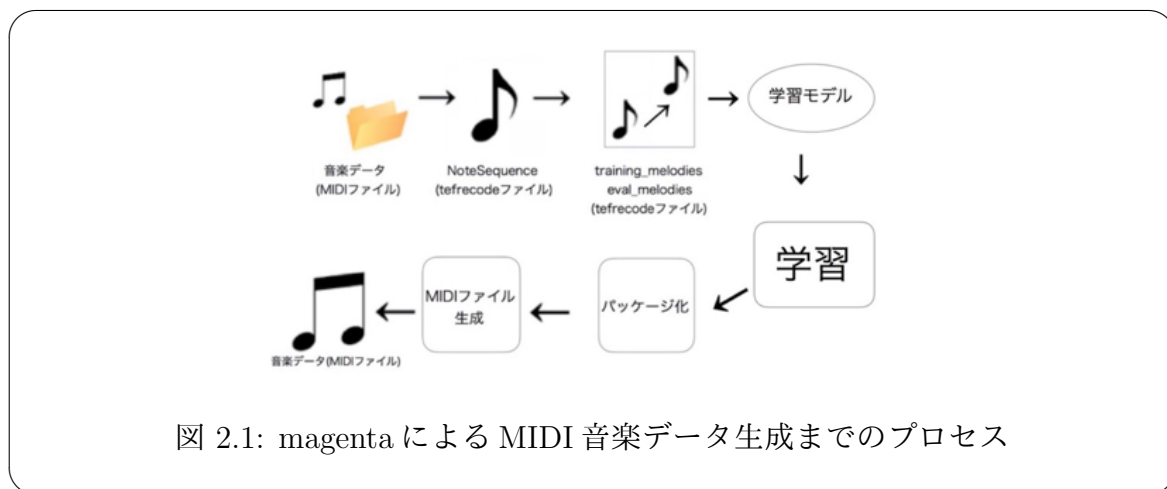 音楽データ
(MIDIファイル)
NoteSequence
(tefrecodeファイル)
training_melodies
eval_melodies
(tefrecodeファイル)
学習モデル
学習
パッケージ化
MIDIファイル
生成
音楽データ(MIDIファイル)
図 2.1: magenta による MIDI 音楽データ生成までのプロセス